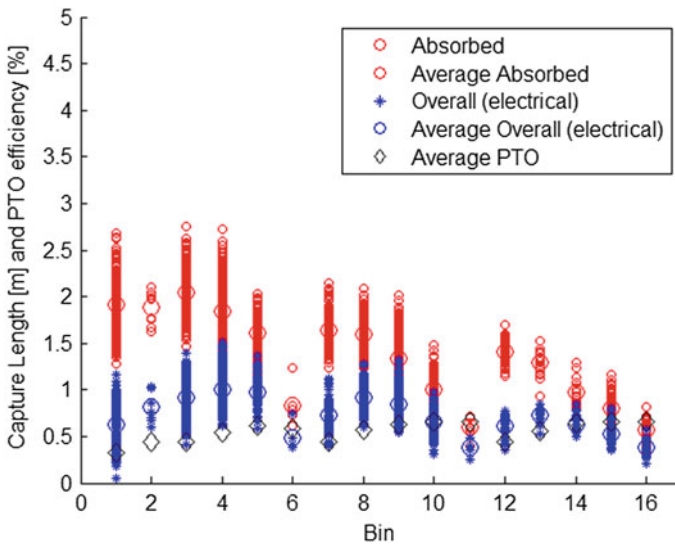 5
4.5
4
3.5
3
2.5
2
1.5
1
0.5
0
Capture Length [m] and PTO efficiency [%]
Absorbed
Average Absorbed
Overall (electrical)
Average Overall (electrical)
Average PTO
0 2 4 6 8 10 12 14 16
Bin